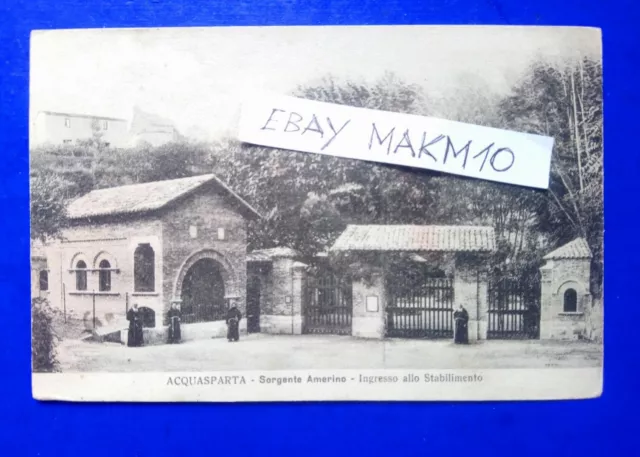 EBAY MAKM10
ACQUASPARTA - Sorgente Amerino - Ingresso allo Stabilimento